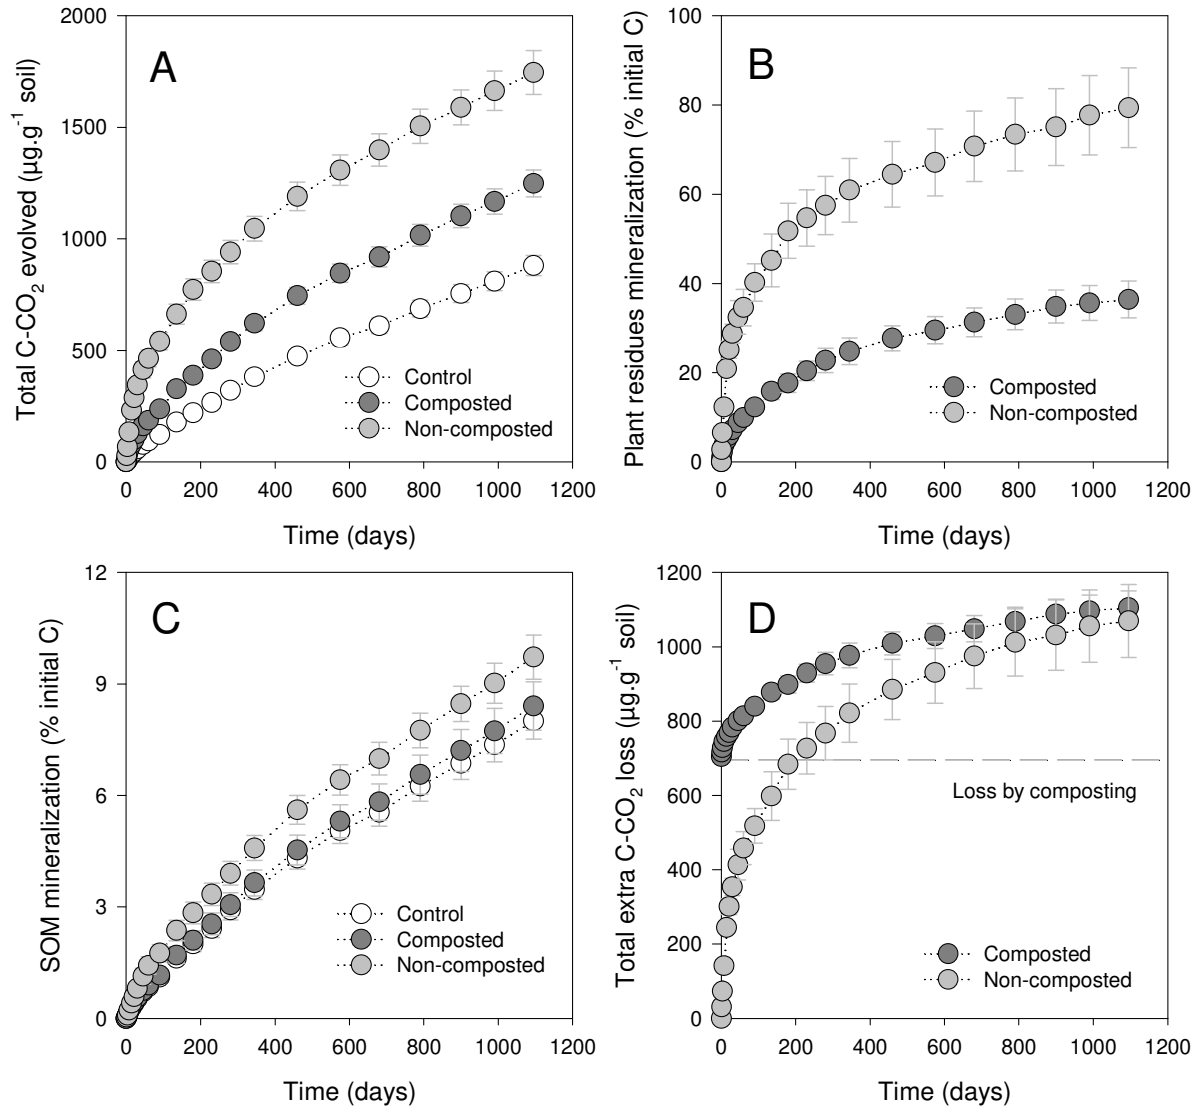 A
Total C-CO2 evolved (µg.g-1 soil)
2000
1500
1000
500
0
Control
Composted
Non-composted
0 200 400 600 800 1000 1200
Time (days)
B
Plant residues mineralization (% initial C)
100
80
60
40
20
0
Composted
Non-composted
0 200 400 600 800 1000 1200
Time (days)
C
SOM mineralization (% initial C)
12
9
6
3
0
Control
Composted
Non-composted
0 200 400 600 800 1000 1200
Time (days)
D
Total extra C-CO2 loss (µg.g-1 soil)
1200
1000
800
600
400
200
0
Loss by composting
Composted
Non-composted
0 200 400 600 800 1000 1200
Time (days)